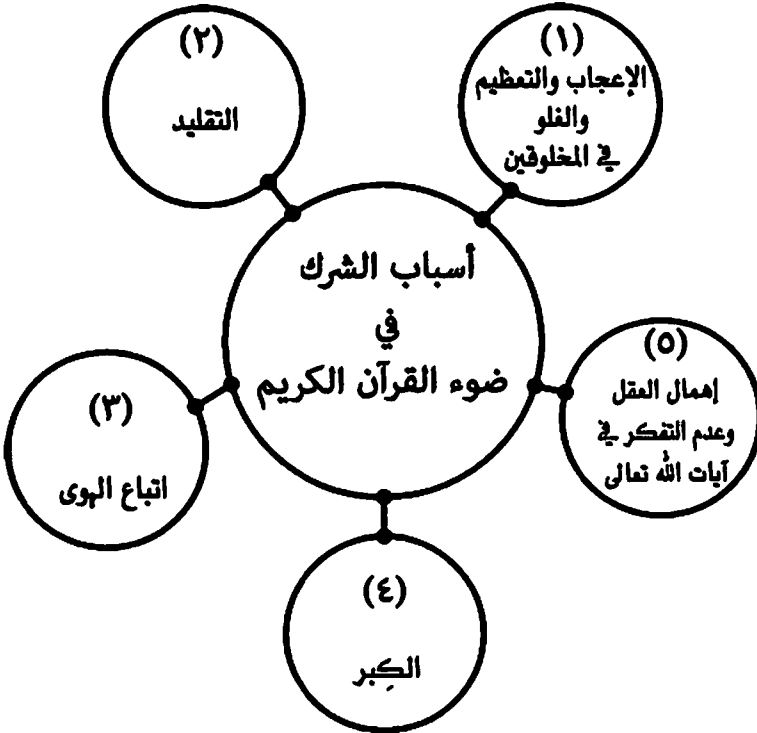 أسباب الشرك
في
ضوء القرآن الكريم
(١)
الإعجاب والتعظيم
والغلو
في المخلوقين
(٢)
التقليد
(٣)
اتباع الهوى
(٤)
الكِبر
(٥)
إهمال العقل
وعدم التفكر في
آيات الله تعالى